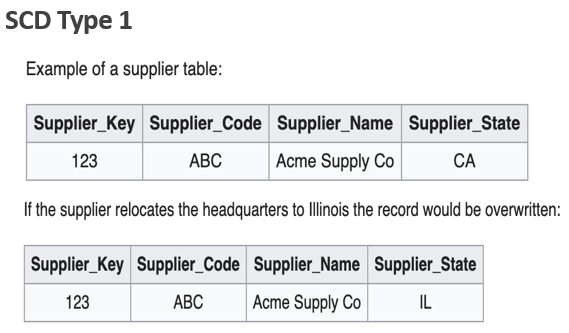 SCD Type 1
Example of a supplier table:
Supplier_Key Supplier_Code Supplier_Name Supplier_State
123 ABC Acme Supply Co CA
If the supplier relocates the headquarters to Illinois the record would be overwritten:
Supplier_Key Supplier_Code Supplier_Name Supplier_State
123 ABC Acme Supply Co IL